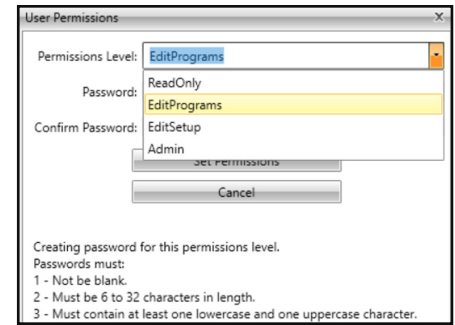 User Permissions X
Permissions Level: EditPrograms
ReadOnly
Password:
EditPrograms
Confirm Password: EditSetup
Admin
Set Permissions
Cancel
Creating password for this permissions level.
Passwords must:
1 - Not be blank.
2 - Must be 6 to 32 characters in length.
3 - Must contain at least one lowercase and one uppercase character.